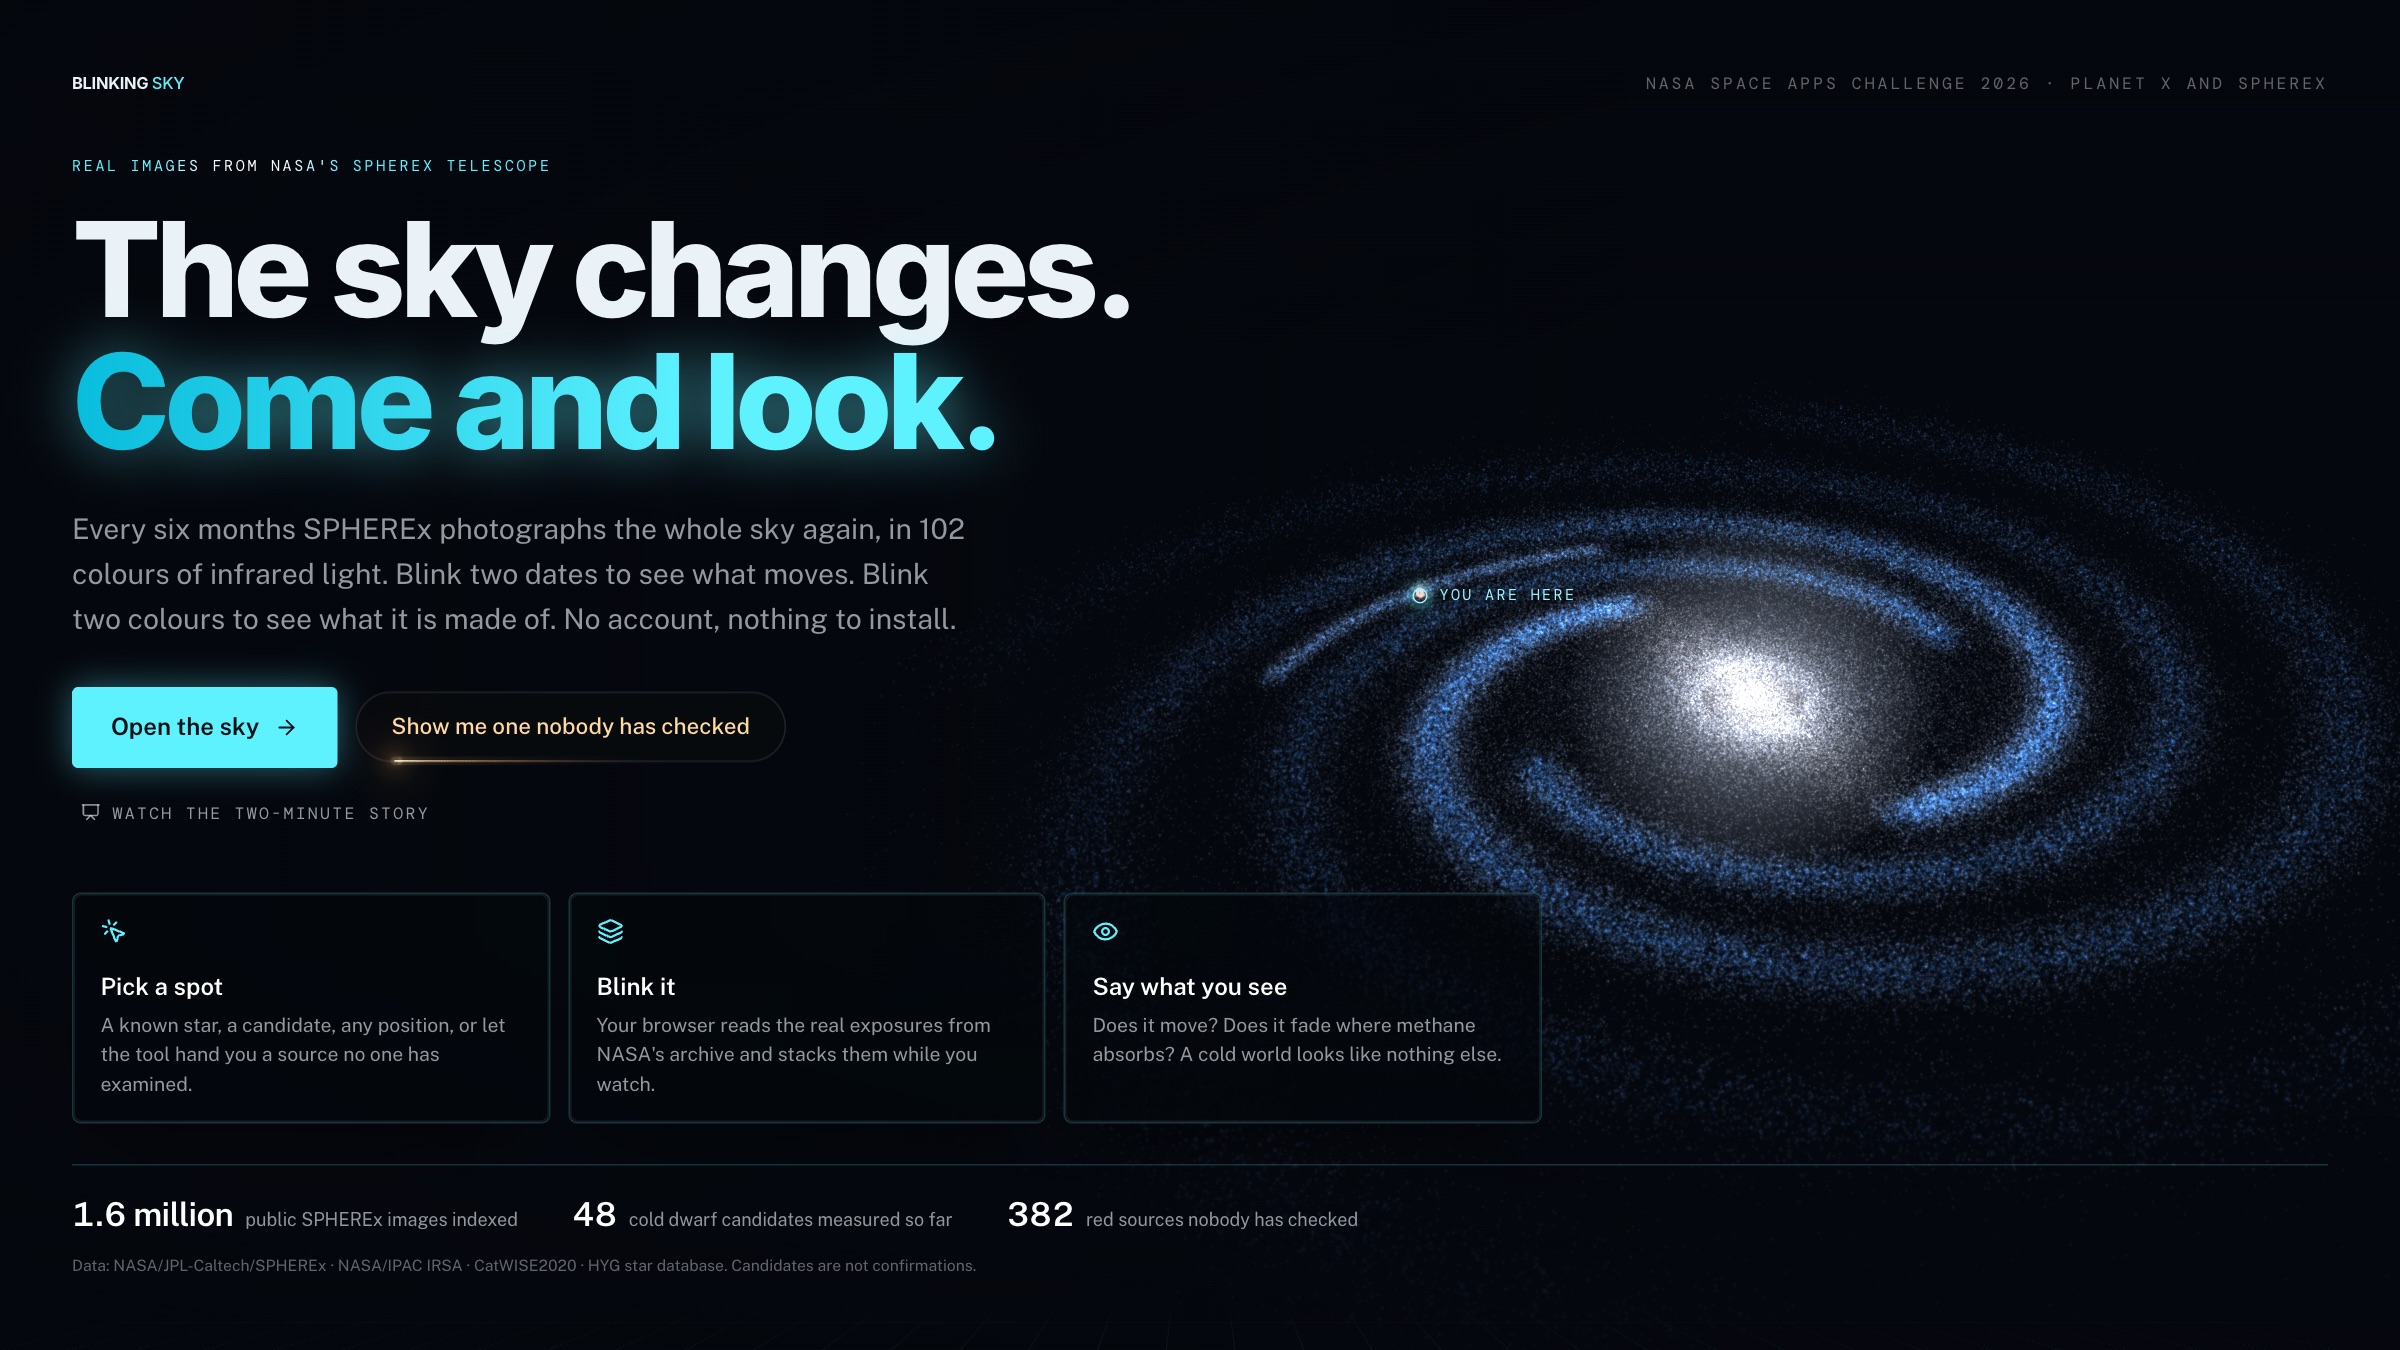 BLINKING SKY
NASA SPACE APPS CHALLENGE 2026 · PLANET X AND SPHEREX
REAL IMAGES FROM NASA'S SPHEREX TELESCOPE
The sky changes.
Come and look.
Every six months SPHEREx photographs the whole sky again, in 102
colours of infrared light. Blink two dates to see what moves. Blink
two colours to see what it is made of. No account, nothing to install.
YOU ARE HERE
Open the sky →
Show me one nobody has checked
WATCH THE TWO-MINUTE STORY
Pick a spot
A known star, a candidate, any position, or let
the tool hand you a source no one has
examined.
Blink it
Your browser reads the real exposures from
NASA's archive and stacks them while you
watch.
Say what you see
Does it move? Does it fade where methane
absorbs? A cold world looks like nothing else.
1.6 million public SPHEREx images indexed
48 cold dwarf candidates measured so far
382 red sources nobody has checked
Data: NASA/JPL-Caltech/SPHEREx · NASA/IPAC IRSA · CatWISE2020 · HYG star database. Candidates are not confirmations.